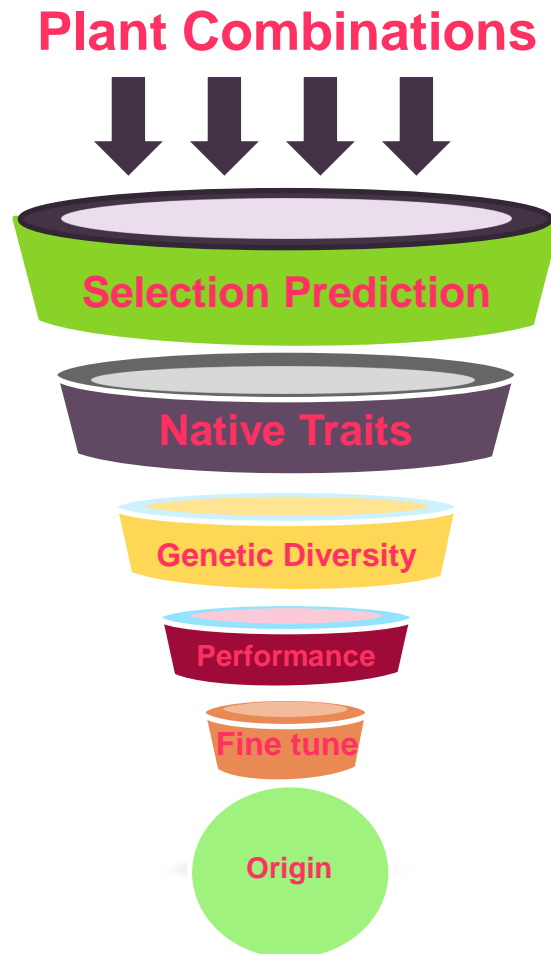 Plant Combinations
Selection Prediction
Native Traits
Genetic Diversity
Performance
Fine tune
Origin